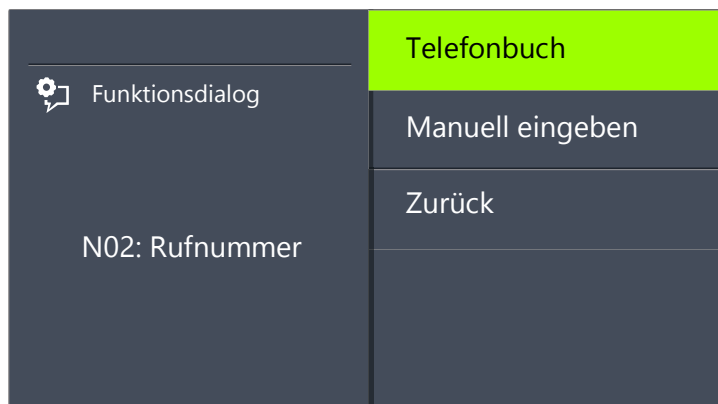 Funktionsdialog
N02: Rufnummer
Telefonbuch
Manuell eingeben
Zurück